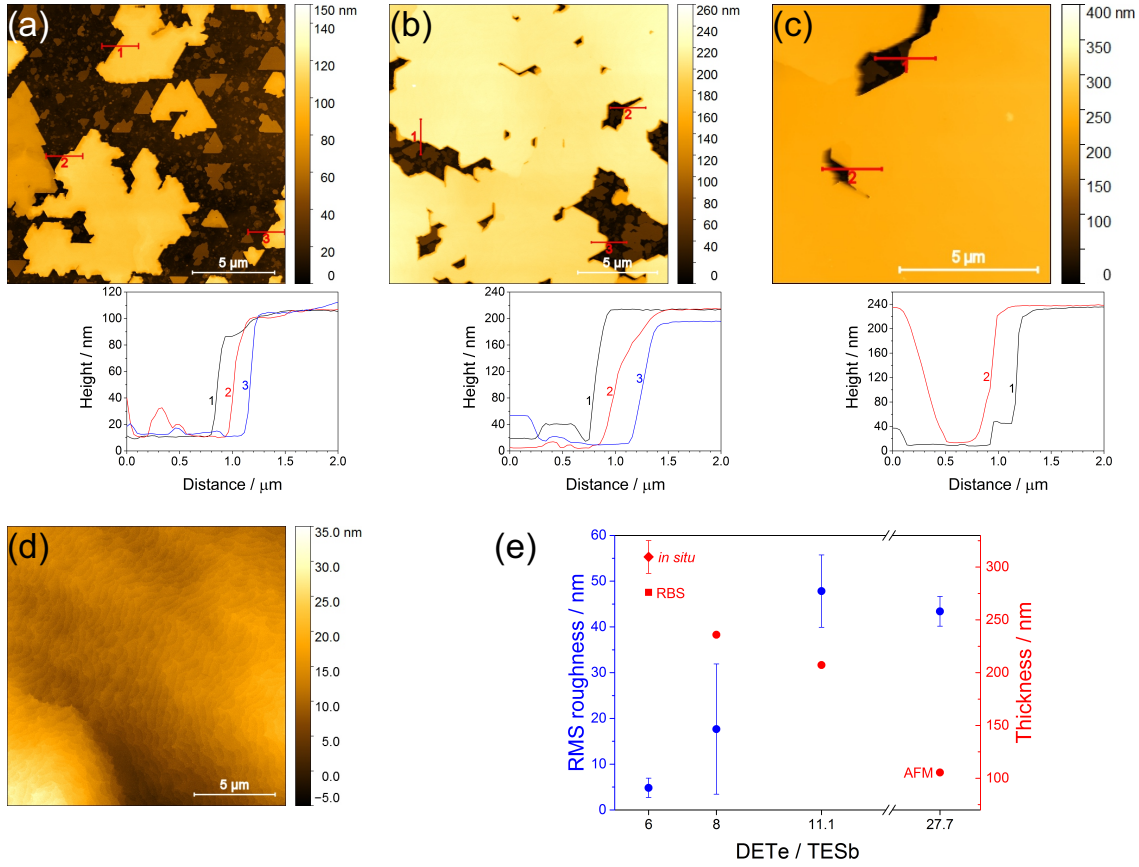 (a)
150 nm
120
100
80
60
40
20
0
1
2
3
5 µm
(b)
260 nm
220
200
180
160
140
120
100
80
60
40
20
0
1
2
3
5 µm
(c)
400 nm
350
300
250
200
150
100
50
0
1
2
5 µm
Height / nm
120
100
80
60
40
20
0
1
2
3
0.0 0.5 1.0 1.5 2.0
Distance / μm
Height / nm
240
200
160
120
80
40
0
1
2
3
0.0 0.5 1.0 1.5 2.0
Distance / μm
Height / nm
240
200
160
120
80
40
0
2
1
0.0 0.5 1.0 1.5 2.0
Distance / μm
(d)
35.0 nm
25.0
20.0
15.0
10.0
5.0
0.0
−5.0
5 µm
(e)
RMS roughness / nm
60
50
40
30
20
10
0
in situ
RBS
AFM
300
250
200
150
100
Thickness / nm
6 8 11.1 27.7
DETe / TESb